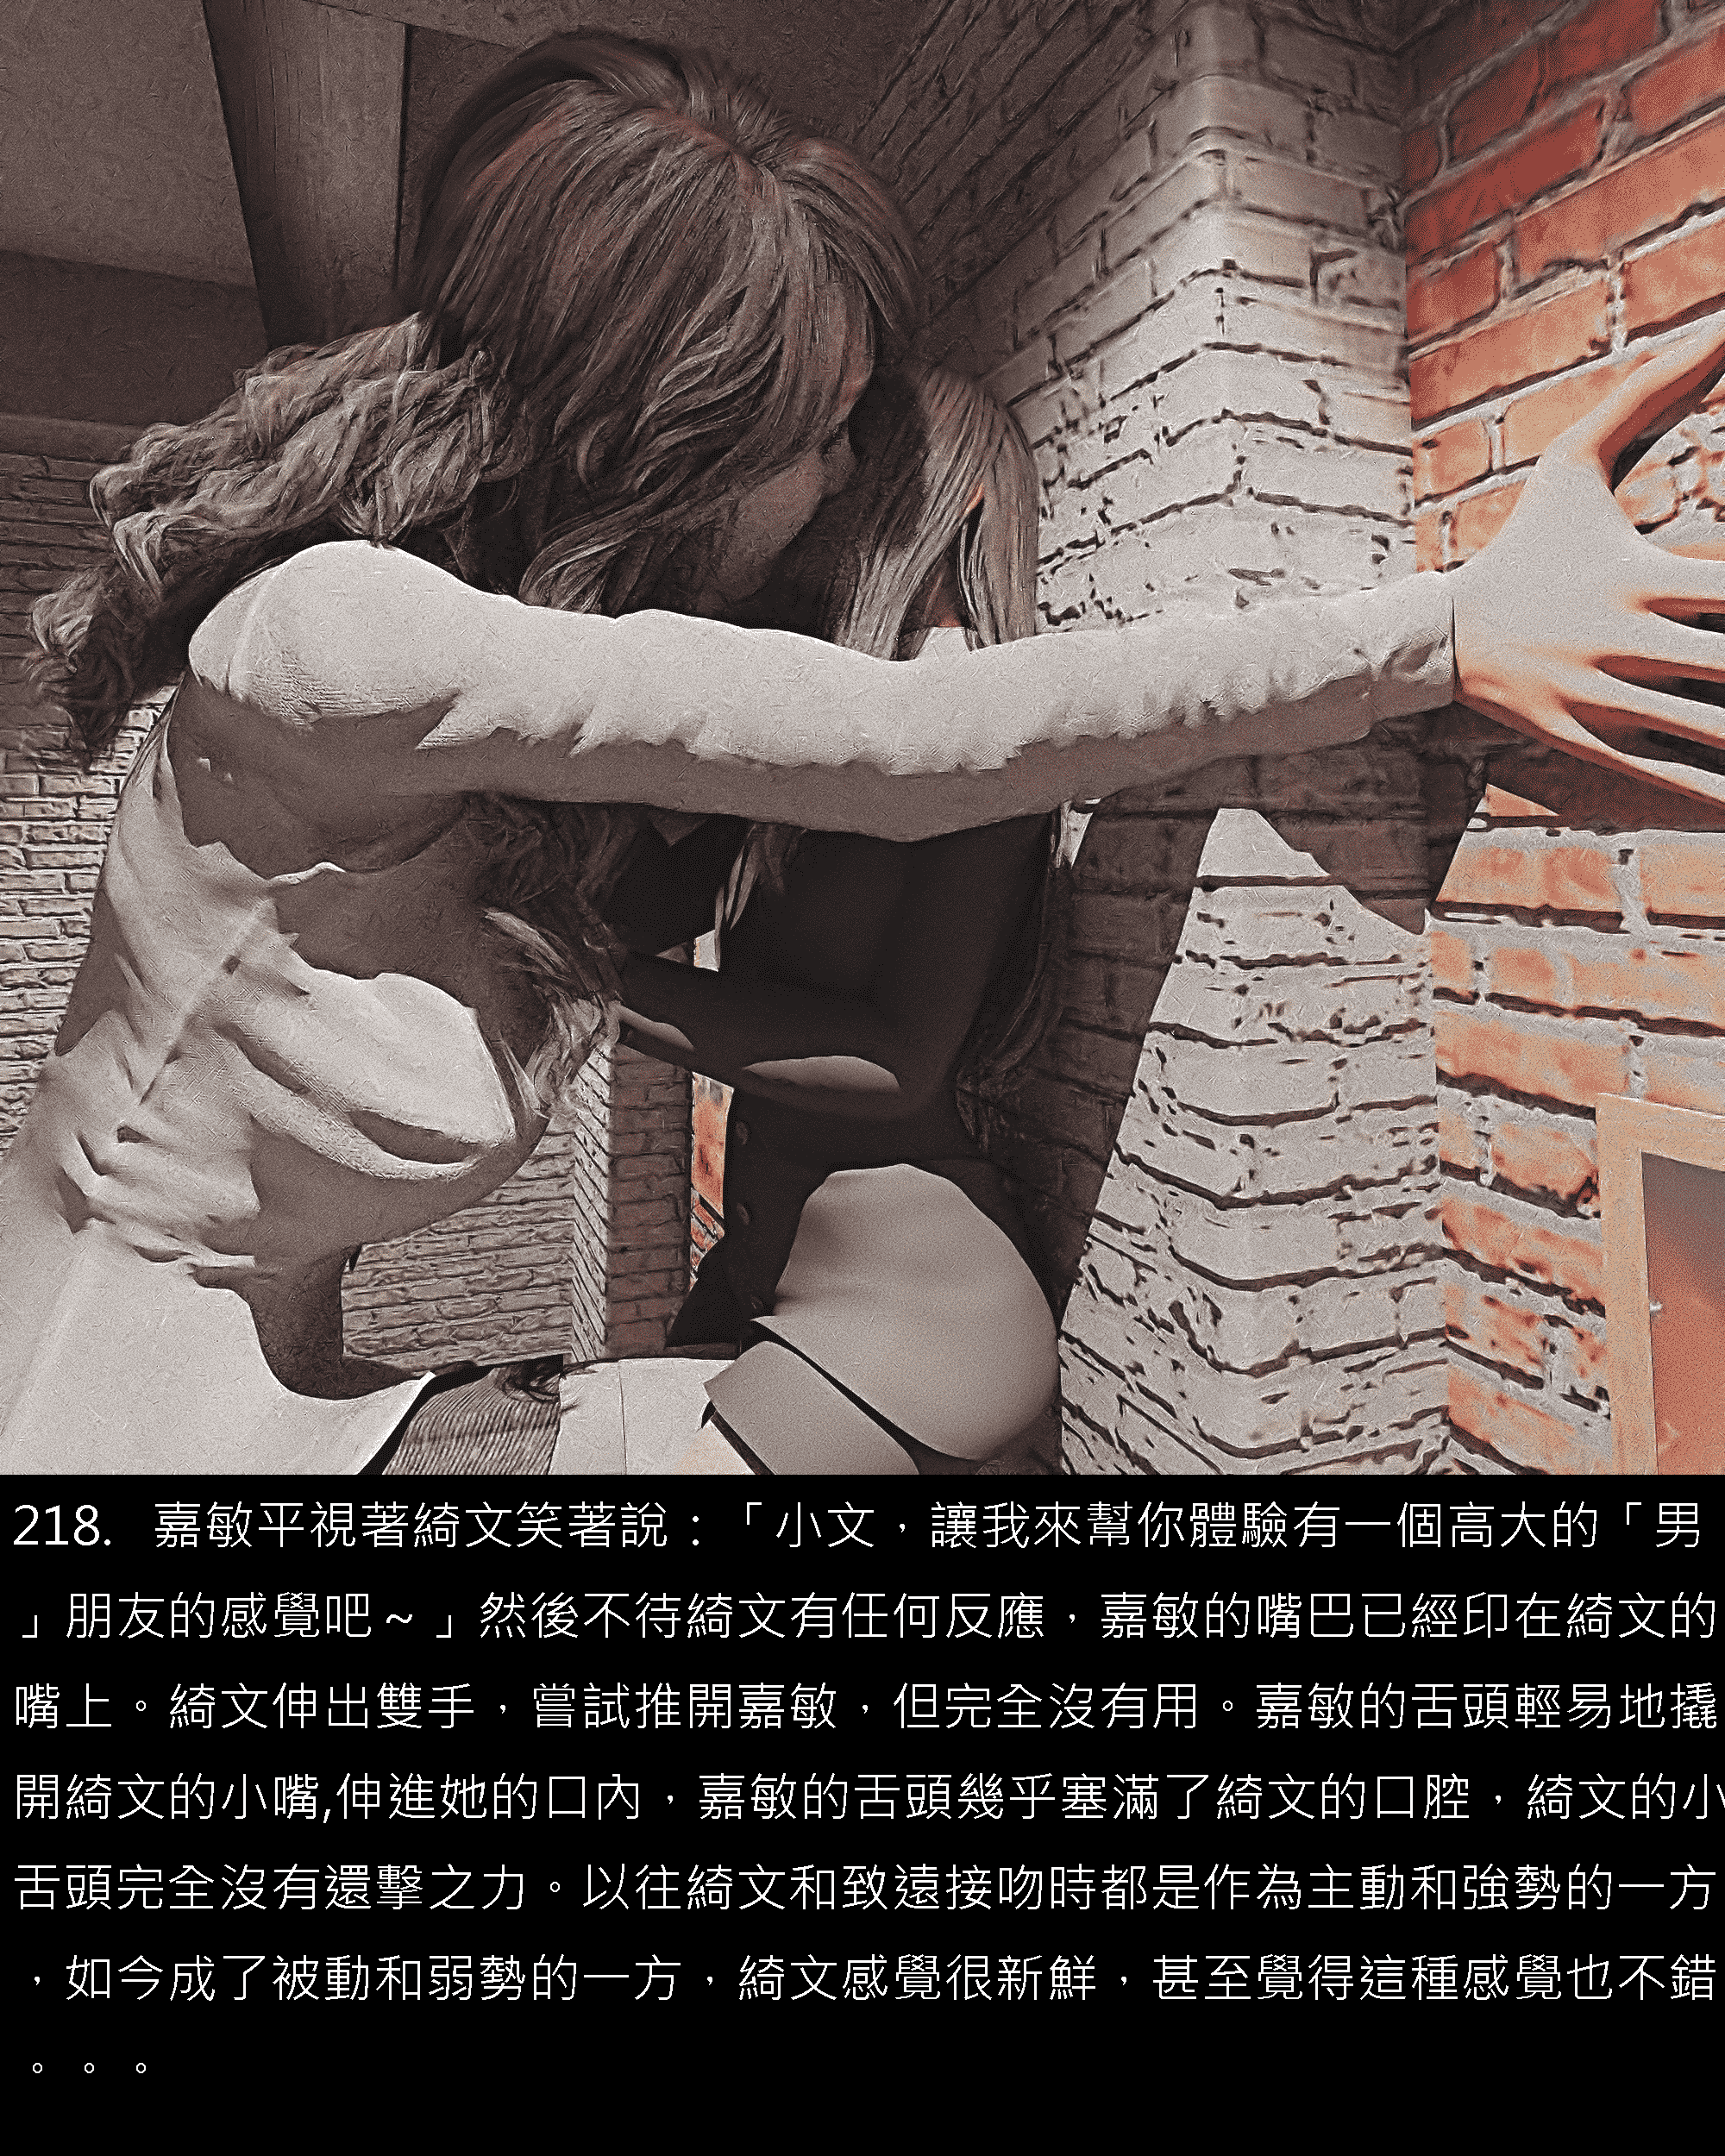 218. 嘉敏平視著綺文笑著說：「小文，讓我來幫你體驗有一個高大的「男
」朋友的感覺吧～」然後不待綺文有任何反應，嘉敏的嘴巴已經印在綺文的
嘴上。綺文伸出雙手，嘗試推開嘉敏，但完全沒有用。嘉敏的舌頭輕易地撬
開綺文的小嘴,伸進她的口內，嘉敏的舌頭幾乎塞滿了綺文的口腔，綺文的小
舌頭完全沒有還擊之力。以往綺文和致遠接吻時都是作為主動和強勢的一方
，如今成了被動和弱勢的一方，綺文感覺很新鮮，甚至覺得這種感覺也不錯
。。。